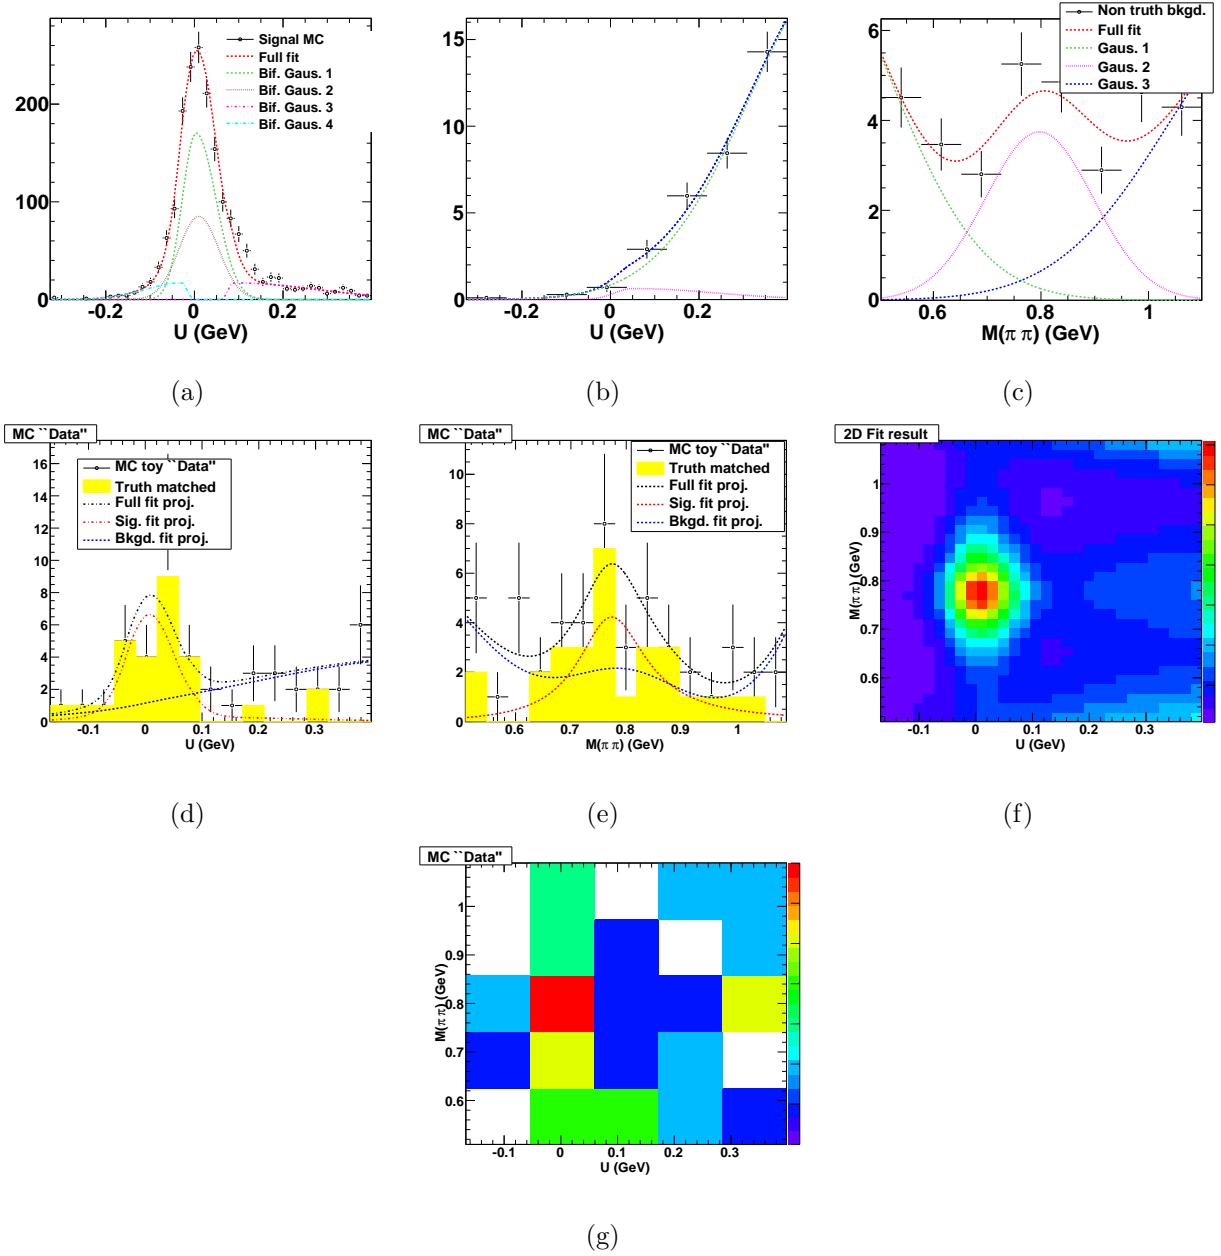 Signal MC
Full fit
Bif. Gaus. 1
Bif. Gaus. 2
Bif. Gaus. 3
Bif. Gaus. 4
200
100
0
-0.2 0 0.2
U (GeV)
(a)
15
10
5
0
-0.2 0 0.2
U (GeV)
(b)
Non truth bkgd.
Full fit
Gaus. 1
Gaus. 2
Gaus. 3
6
4
2
0
0.6 0.8 1
M(π π) (GeV)
(c)
MC ``Data"
MC toy ``Data"
Truth matched
Full fit proj.
Sig. fit proj.
Bkgd. fit proj.
16
14
12
10
8
6
4
2
0
-0.1 0 0.1 0.2 0.3
U (GeV)
(d)
MC ``Data"
MC toy ``Data"
Truth matched
Full fit proj.
Sig. fit proj.
Bkgd. fit proj.
10
8
6
4
2
0
0.6 0.7 0.8 0.9 1
M(π π) (GeV)
(e)
2D Fit result
M(π π) (GeV)
1
0.9
0.8
0.7
0.6
-0.1 0 0.1 0.2 0.3
U (GeV)
(f)
MC ``Data"
M(π π) (GeV)
1
0.9
0.8
0.7
0.6
-0.1 0 0.1 0.2 0.3
U (GeV)
(g)